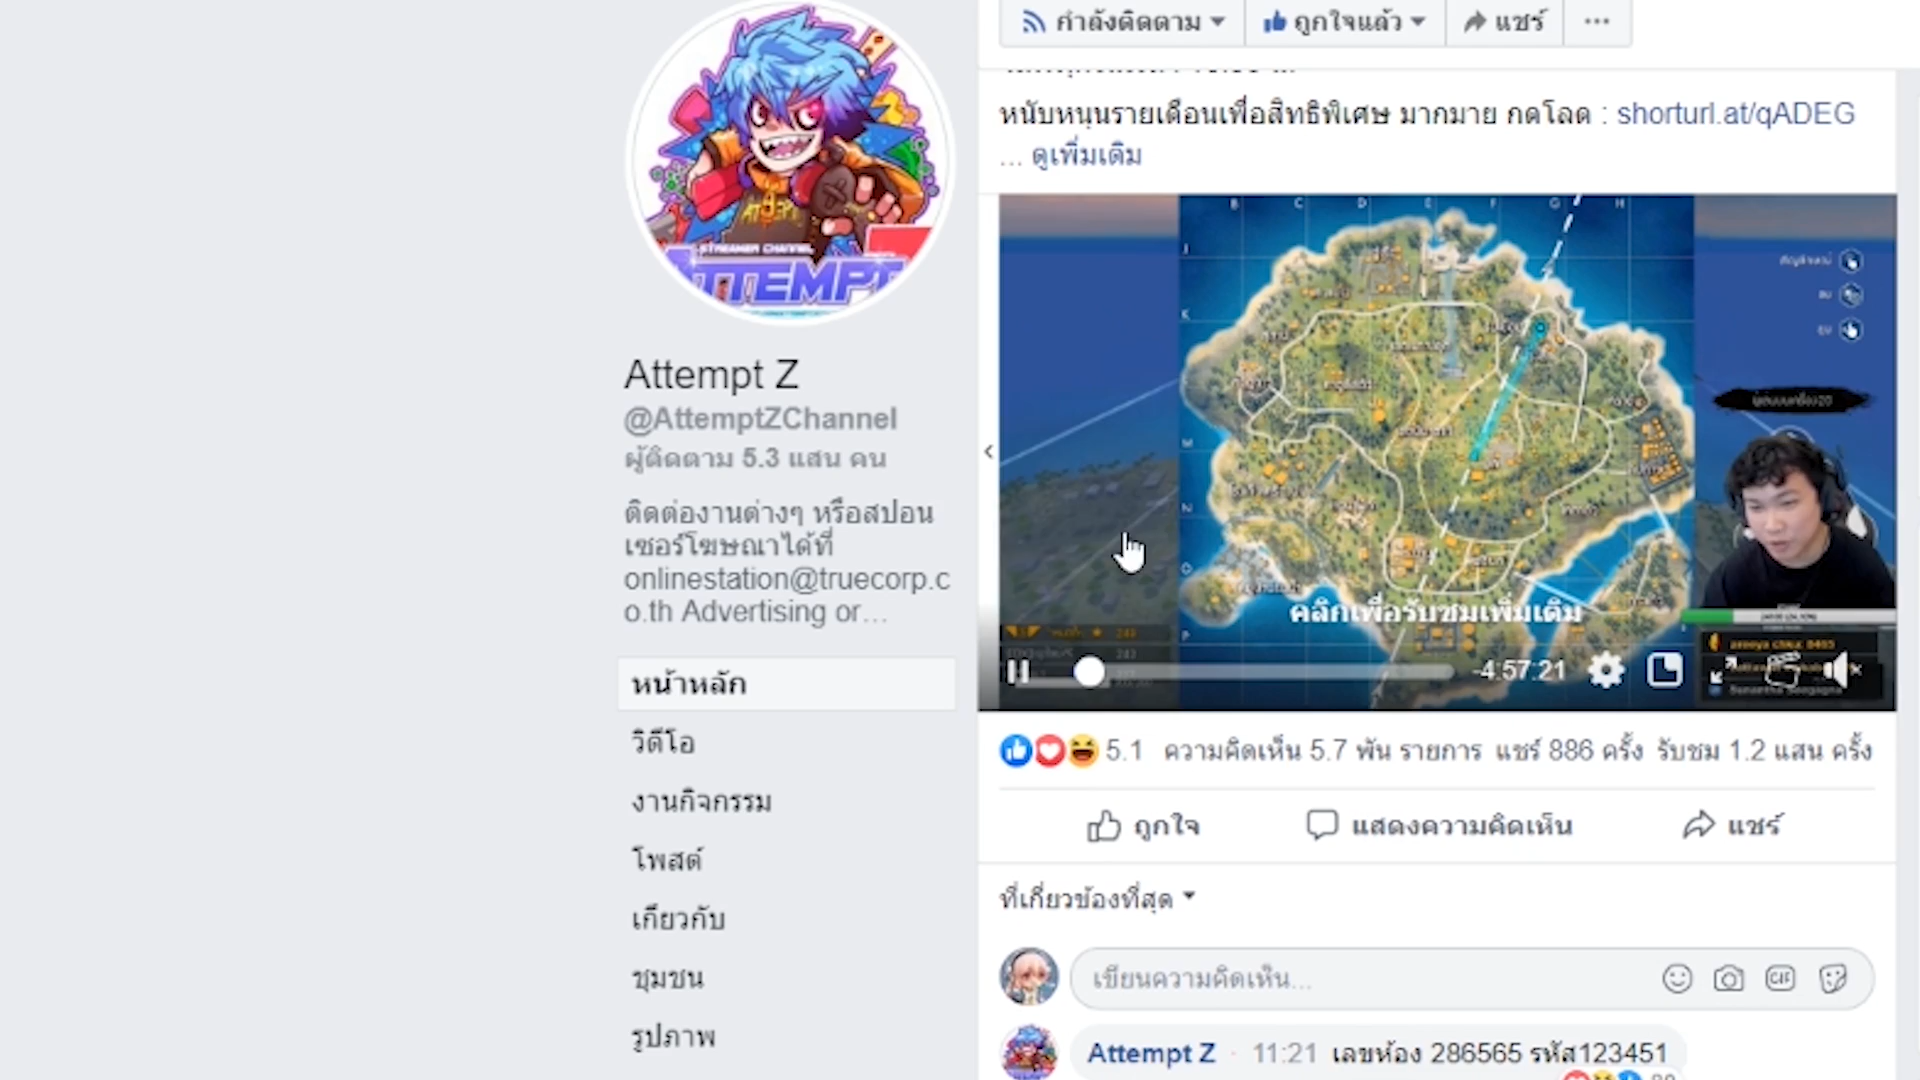 กำลังติดตาม
ถูกใจแล้ว
แชร์
หนับหนุนรายเดือนเพื่อสิทธิพิเศษ มากมาย กดโลด : shorturl.at/qADEG
... ดูเพิ่มเติม
STREAMER CHANNEL
ATTEMPT
Attempt Z
@AttemptZChannel
ผู้ติดตาม 5.3 แสน คน
ติดต่องานต่างๆ หรือสปอน
เซอร์โฆษณาได้ที่
onlinestation@truecorp.c
o.th Advertising or...
หน้าหลัก
วิดีโอ
งานกิจกรรม
โพสต์
เกี่ยวกับ
ชุมชน
รูปภาพ
B C D E F G H
J
K
M
N
O
P
คลิกเพื่อรับชมเพิ่มเติม
-4:57:21
5.1 ความคิดเห็น 5.7 พัน รายการ แชร์ 886 ครั้ง รับชม 1.2 แสน ครั้ง
ถูกใจ
แสดงความคิดเห็น
แชร์
ที่เกี่ยวข้องที่สุด
เขียนความคิดเห็น...
GIF
Attempt Z · 11:21 เลขห้อง 286565 รหัส123451